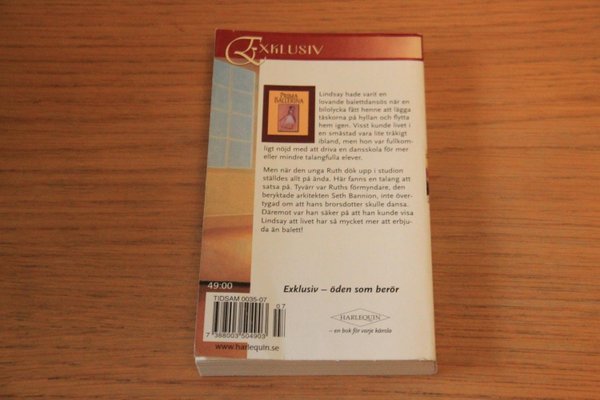 EXKLUSIV
PRIMA
BALLERINA
Lindsay hade varit en
lovande balettdansös när en
bilolycka fått henne att lägga
tåskorna på hyllan och flytta
hem igen. Visst kunde livet i
en småstad vara lite tråkigt
ibland, men hon var fullkom-
ligt nöjd med att driva en dansskola för mer
eller mindre talangfulla elever.
Men när den unga Ruth dök upp i studion
ställdes allt på ända. Här fanns en talang att
satsa på. Tyvärr var Ruths förmyndare, den
beryktade arkitekten Seth Bannion, inte över-
tygad om att hans brorsdotter skulle dansa.
Däremot var han säker på att han kunde visa
Lindsay att livet har så mycket mer att erbju-
da än balett!
Exklusiv – öden som berör
49:00
TIDSAM 0035-07
07
7 388003 504903
www.harlequin.se
HARLEQUIN
– en bok för varje känsla